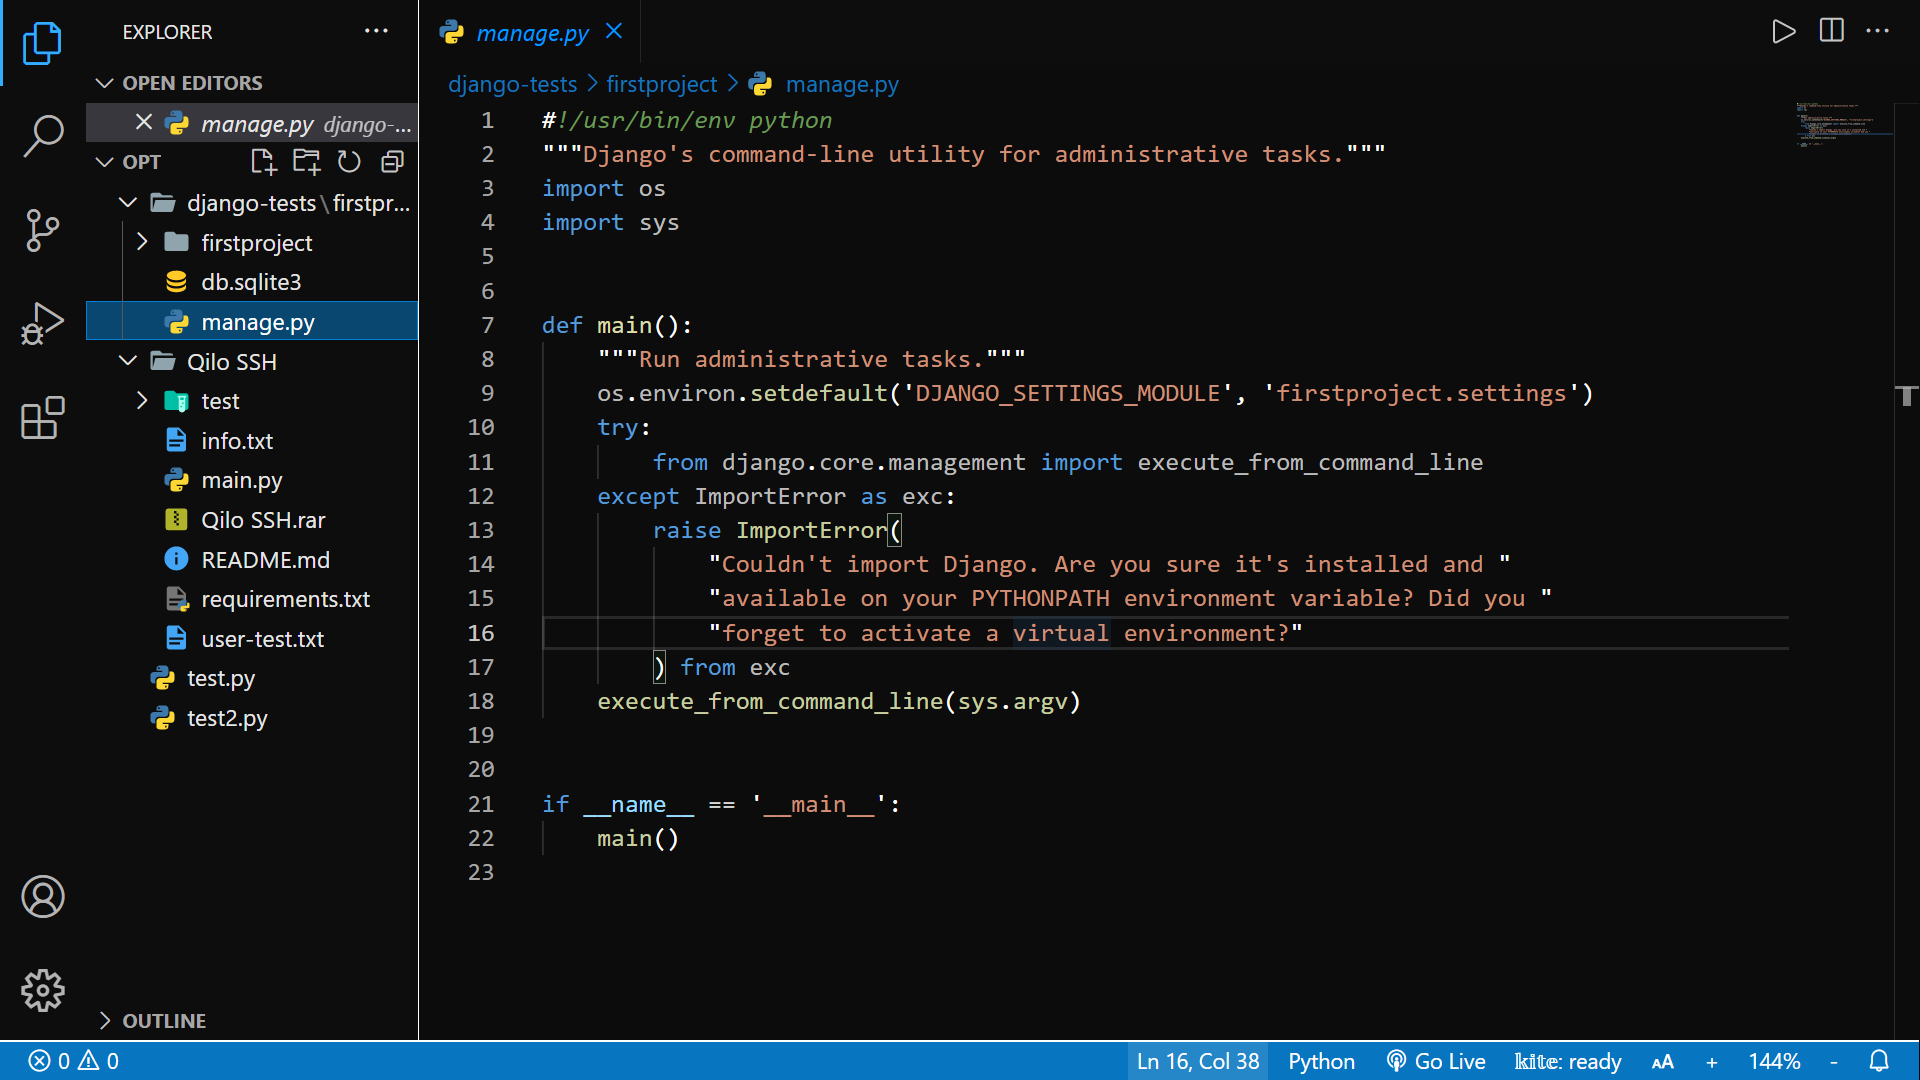 EXPLORER
OPEN EDITORS
manage.py django-...
OPT
django-tests\firstpr...
firstproject
db.sqlite3
manage.py
Qilo SSH
test
info.txt
main.py
Qilo SSH.rar
README.md
requirements.txt
user-test.txt
test.py
test2.py
OUTLINE
manage.py
django-tests > firstproject > manage.py
1 #!/usr/bin/env python
2 """Django's command-line utility for administrative tasks."""
3 import os
4 import sys
5
6
7 def main():
8     """Run administrative tasks."""
9     os.environ.setdefault('DJANGO_SETTINGS_MODULE', 'firstproject.settings')
10     try:
11         from django.core.management import execute_from_command_line
12     except ImportError as exc:
13         raise ImportError(
14             "Couldn't import Django. Are you sure it's installed and "
15             "available on your PYTHONPATH environment variable? Did you "
16             "forget to activate a virtual environment?"
17         ) from exc
18     execute_from_command_line(sys.argv)
19
20
21 if __name__ == '__main__':
22     main()
23
0 0 Ln 16, Col 38 Python Go Live kite: ready AA + 144% -